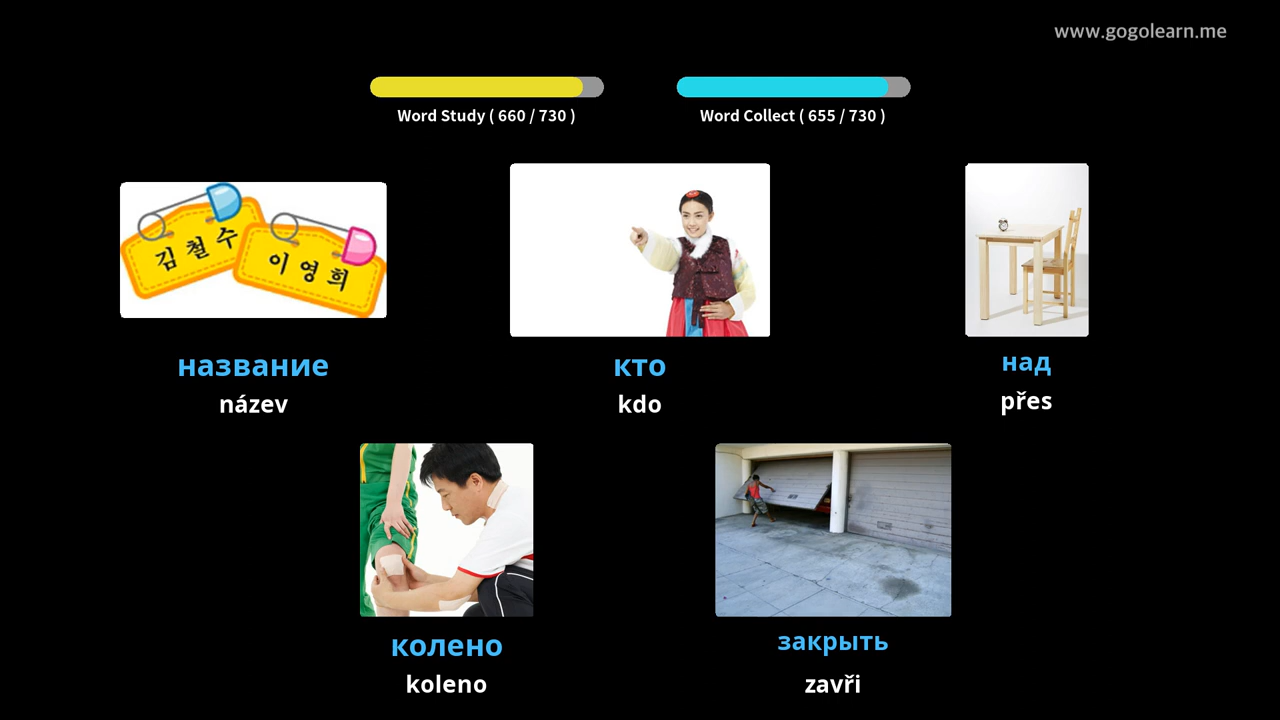 www.gogolearn.me
Word Study ( 660 / 730 )
Word Collect ( 655 / 730 )
김철수
이영희
название
кто
над
název
kdo
přes
колено
закрыть
koleno
zavři